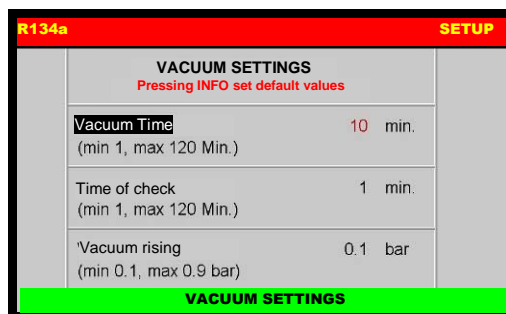 R134a SETUP
VACUUM SETTINGS
Pressing INFO set default values
Vacuum Time 10 min.
(min 1, max 120 Min.)
Time of check 1 min.
(min 1, max 120 Min.)
'Vacuum rising 0.1 bar
(min 0.1, max 0.9 bar)
VACUUM SETTINGS